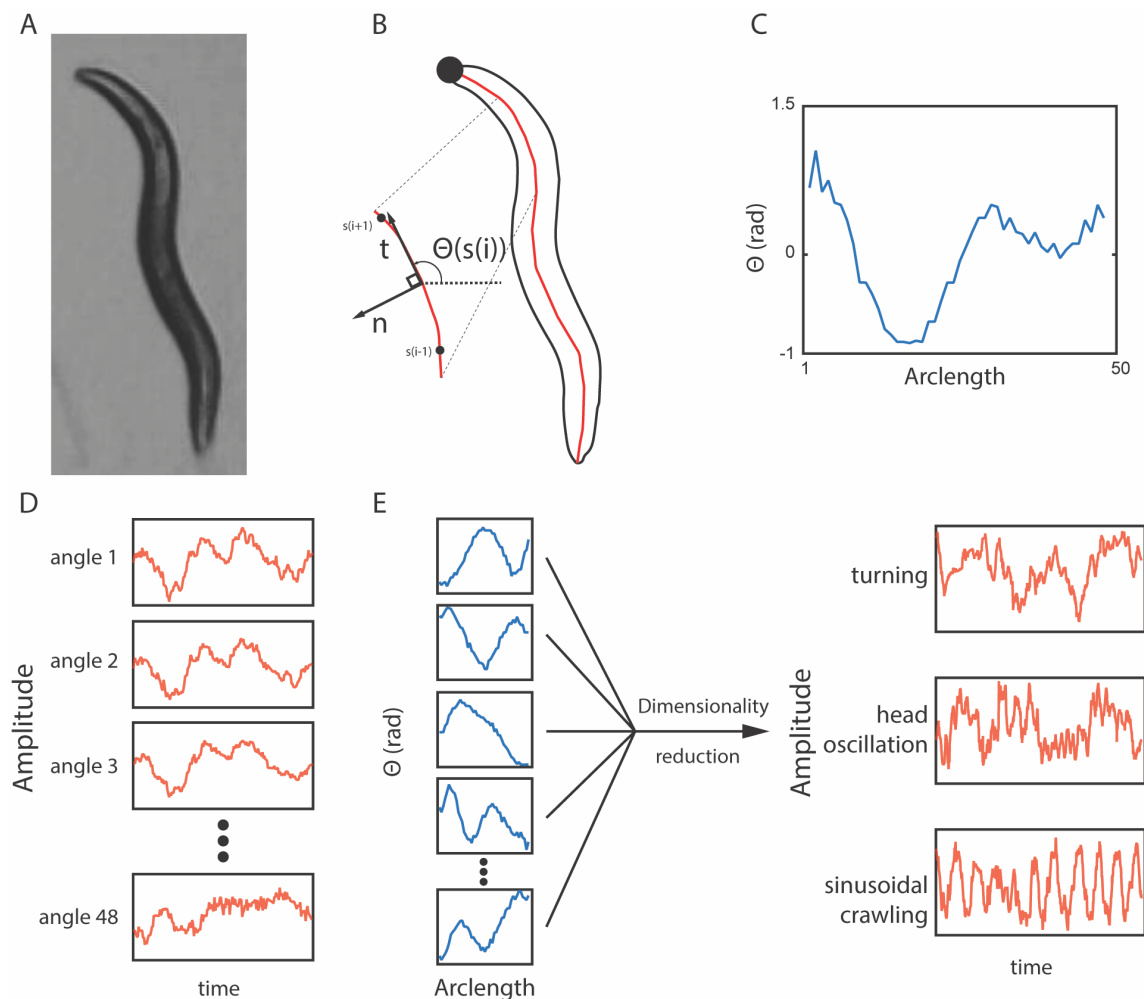 A
B
C
s(i+1)
t
Θ(s(i))
n
s(i-1)
1.5
0
-1
Θ (rad)
1
50
Arclength
D
Amplitude
angle 1
angle 2
angle 3
angle 48
time
E
Θ (rad)
Arclength
Dimensionality
reduction
Amplitude
turning
head
oscillation
sinusoidal
crawling
time